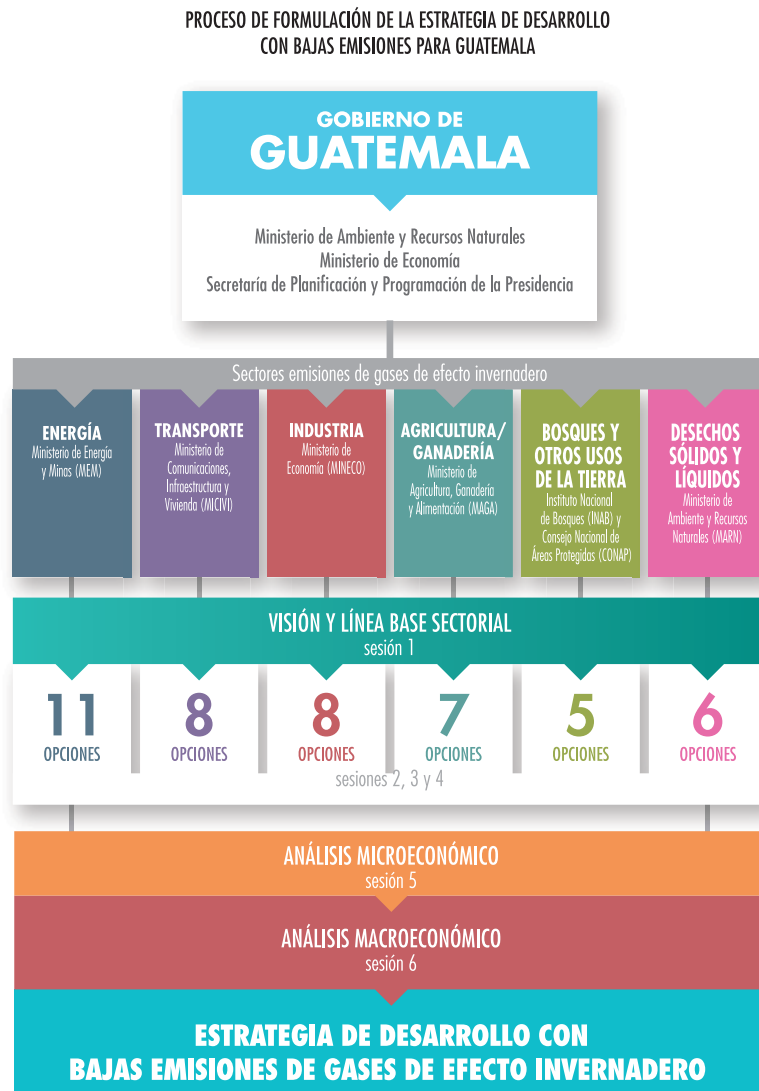 PROCESO DE FORMULACIÓN DE LA ESTRATEGIA DE DESARROLLO
CON BAJAS EMISIONES PARA GUATEMALA
GOBIERNO DE
GUATEMALA
Ministerio de Ambiente y Recursos Naturales
Ministerio de Economía
Secretaría de Planificación y Programación de la Presidencia
Sectores emisiones de gases de efecto invernadero
ENERGÍA
Ministerio de Energía
y Minas (MEM)
TRANSPORTE
Ministerio de
Comunicaciones,
Infraestructura y
Vivienda (MICIVI)
INDUSTRIA
Ministerio de
Economía (MINECO)
AGRICULTURA/
GANADERÍA
Ministerio de
Agricultura, Ganadería
y Alimentación (MAGA)
BOSQUES Y
OTROS USOS
DE LA TIERRA
Instituto Nacional
de Bosques (INAB) y
Consejo Nacional de
Áreas Protegidas (CONAP)
DESECHOS
SÓLIDOS Y
LÍQUIDOS
Ministerio de
Ambiente y Recursos
Naturales (MARN)
VISIÓN Y LÍNEA BASE SECTORIAL
sesión 1
11
OPCIONES
8
OPCIONES
8
OPCIONES
7
OPCIONES
5
OPCIONES
6
OPCIONES
sesiones 2, 3 y 4
ANÁLISIS MICROECONÓMICO
sesión 5
ANÁLISIS MACROECONÓMICO
sesión 6
ESTRATEGIA DE DESARROLLO CON
BAJAS EMISIONES DE GASES DE EFECTO INVERNADERO